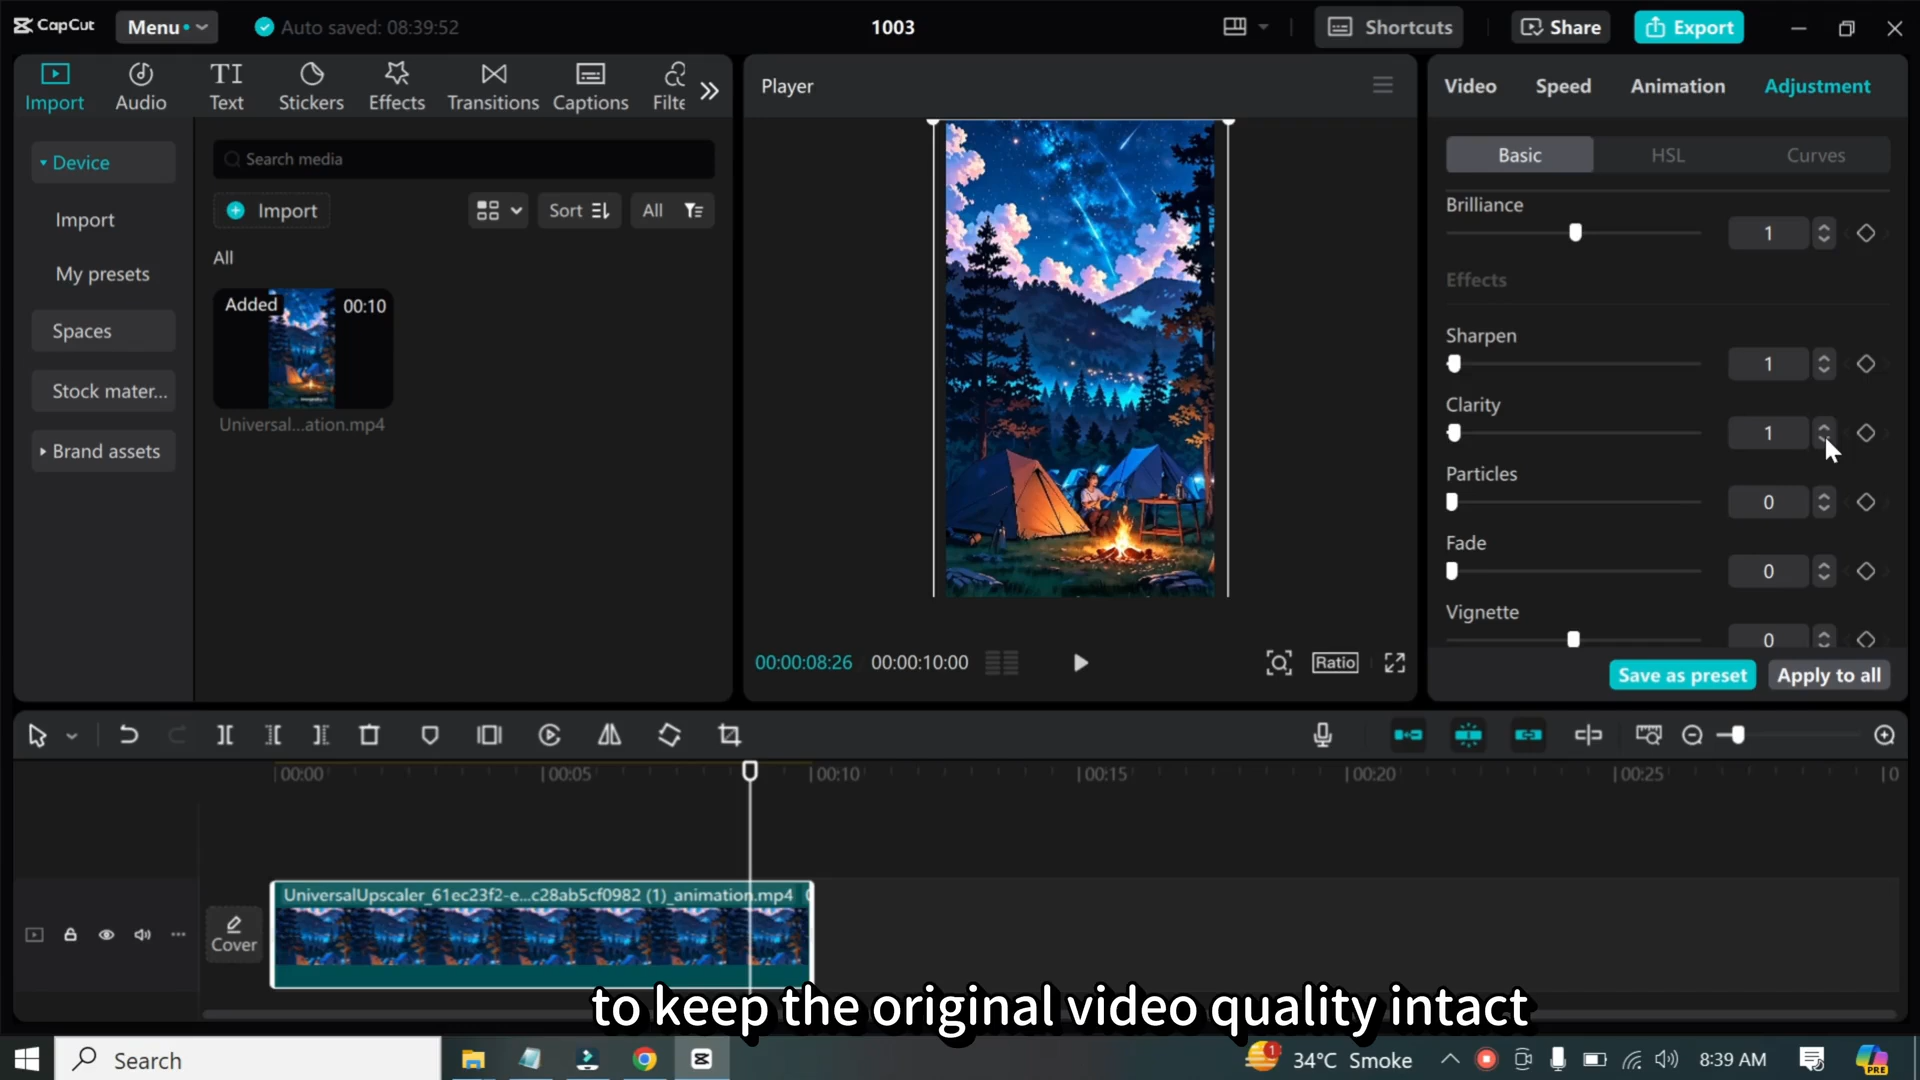 CapCut
Menu
Auto saved: 08:39:52
1003
Shortcuts
Share
Export
Import
Audio
TI
Text
Stickers
Effects
Transitions
Captions
Filte
Player
Video
Speed
Animation
Adjustment
Device
Import
My presets
Spaces
Stock mater...
Brand assets
Search media
Import
Sort
All
All
Added
00:10
Universal...ation.mp4
Basic
HSL
Curves
Brilliance
1
Effects
Sharpen
1
Clarity
1
Particles
0
Fade
0
Vignette
0
Save as preset
Apply to all
00:00:08:26
00:00:10:00
Ratio
00:00
00:05
00:10
00:15
00:20
00:25
0
Cover
UniversalUpscaler_61ec23f2-e...c28ab5cf0982 (1)_animation.mp4
to keep the original video quality intact
Search
1
34°C Smoke
8:39 AM
PRE